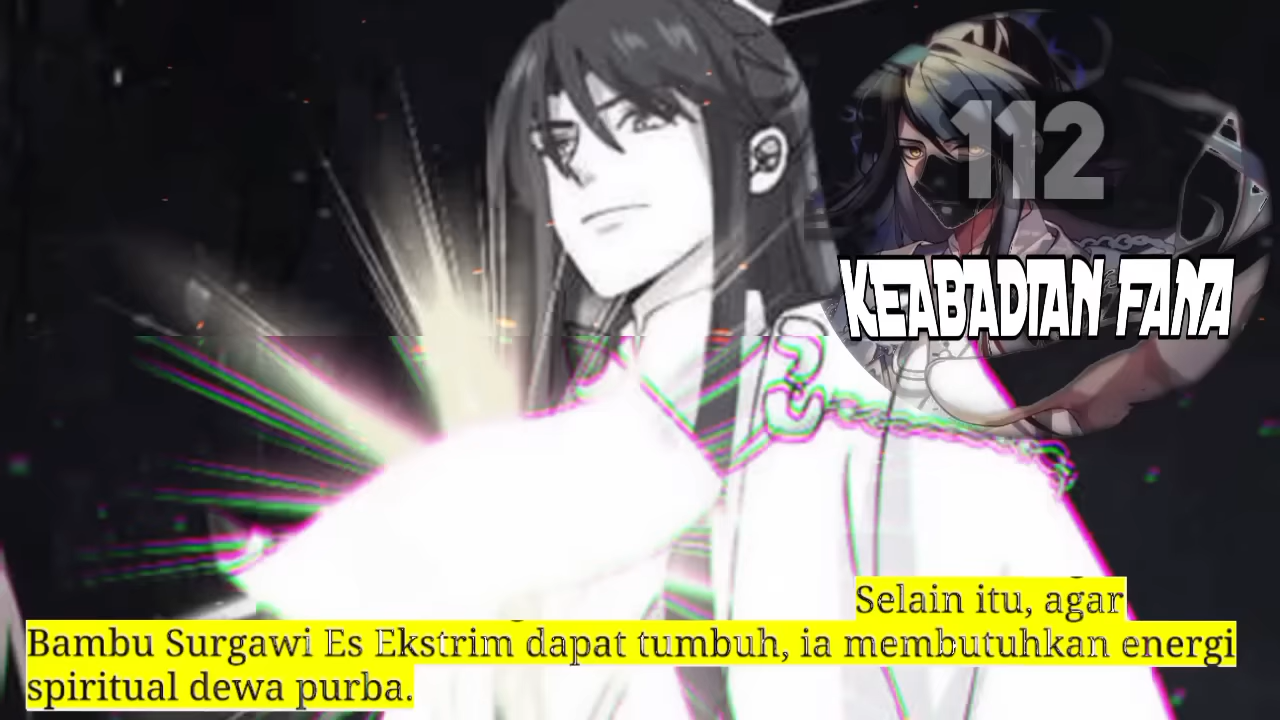 112
KEABADIAN FANA
Selain itu, agar
Bambu Surgawi Es Ekstrim dapat tumbuh, ia membutuhkan energi
spiritual dewa purba.